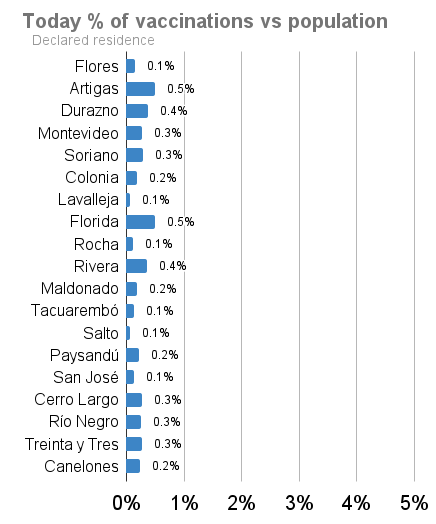 Today % of vaccinations vs population
Declared residence
Flores 0.1%
Artigas 0.5%
Durazno 0.4%
Montevideo 0.3%
Soriano 0.3%
Colonia 0.2%
Lavalleja 0.1%
Florida 0.5%
Rocha 0.1%
Rivera 0.4%
Maldonado 0.2%
Tacuarembó 0.1%
Salto 0.1%
Paysandú 0.2%
San José 0.1%
Cerro Largo 0.3%
Río Negro 0.3%
Treinta y Tres 0.3%
Canelones 0.2%
0% 1% 2% 3% 4% 5%